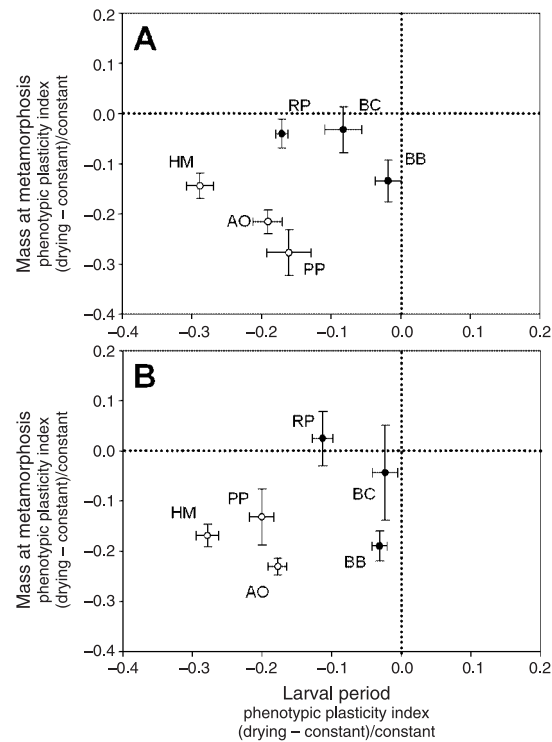 A
Mass at metamorphosis
phenotypic plasticity index
(drying – constant)/constant
0.2
0.1
0.0
–0.1
–0.2
–0.3
–0.4
RP
BC
BB
HM
AO
PP
–0.4
–0.3
–0.2
–0.1
0.0
0.1
0.2
B
Mass at metamorphosis
phenotypic plasticity index
(drying – constant)/constant
0.2
0.1
0.0
–0.1
–0.2
–0.3
–0.4
RP
BC
HM
PP
BB
AO
–0.4
–0.3
–0.2
–0.1
0.0
0.1
0.2
Larval period
phenotypic plasticity index
(drying – constant)/constant